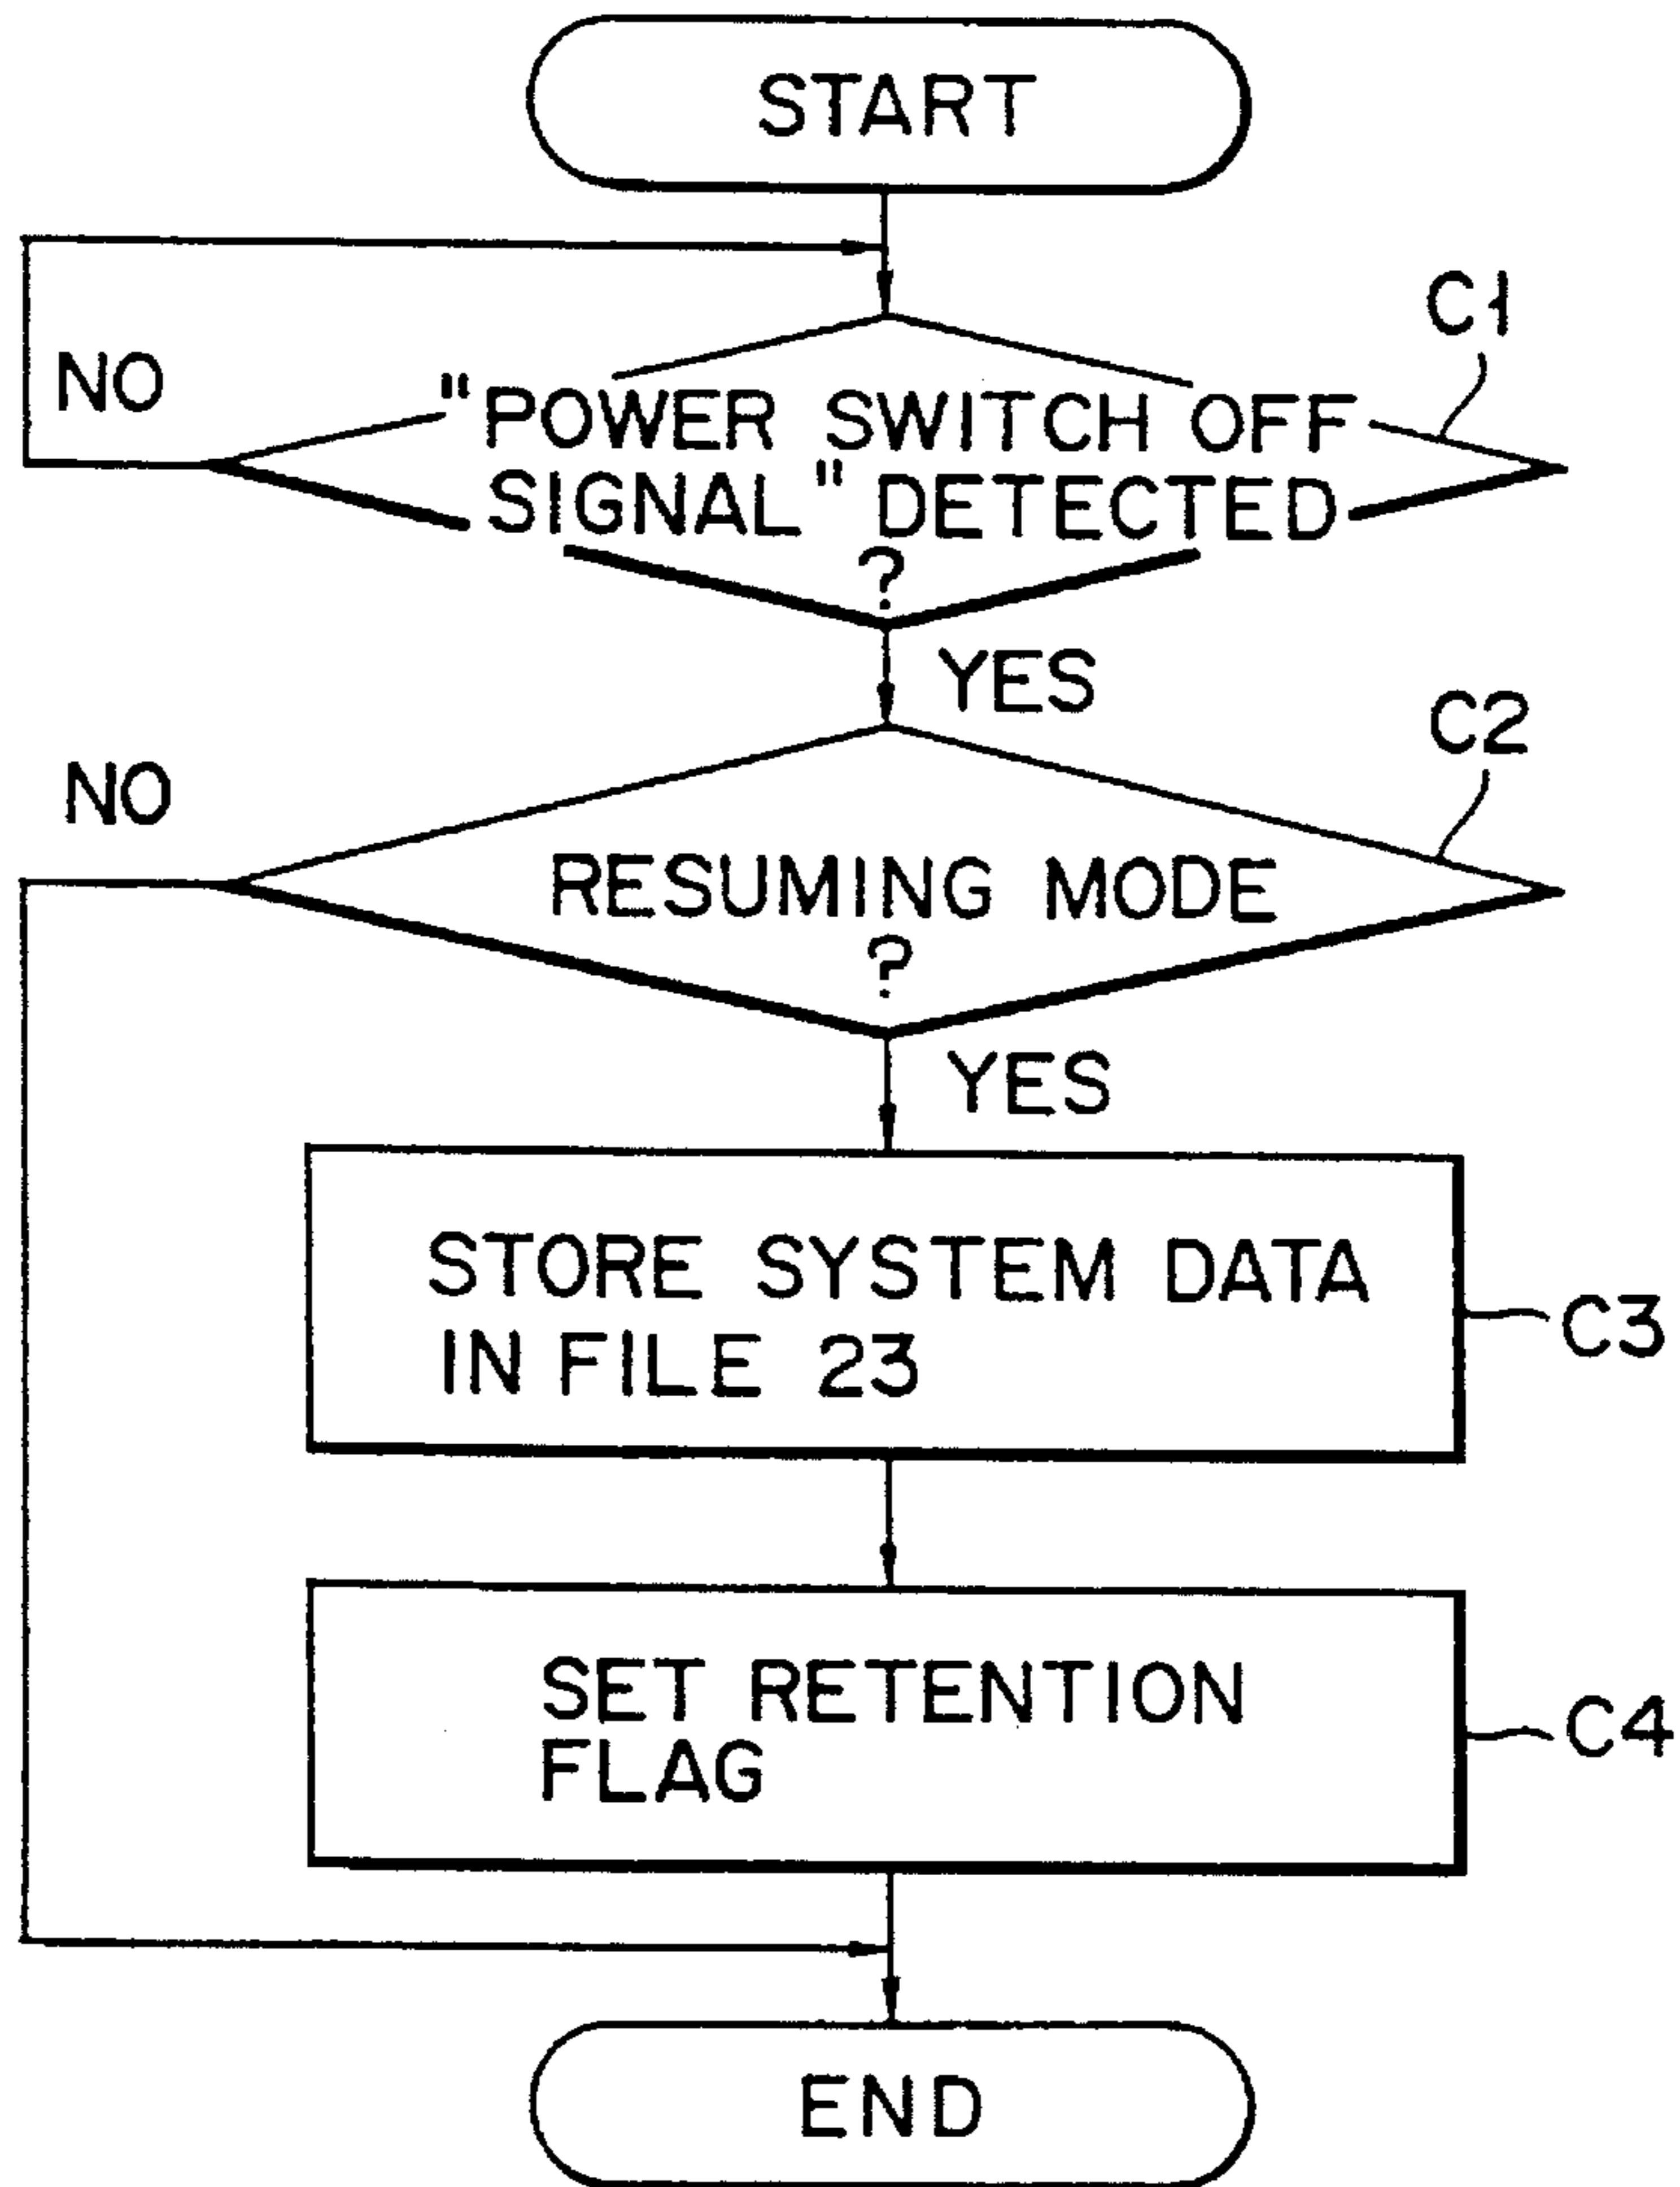 START
C1
NO
"POWER SWITCH OFF
SIGNAL" DETECTED
?
YES
C2
NO
RESUMING MODE
?
YES
STORE SYSTEM DATA
IN FILE 23
C3
SET RETENTION
FLAG
C4
END